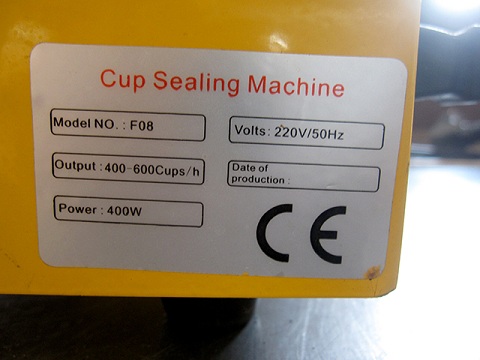 Cup Sealing Machine
Model NO. : F08
Volts: 220V/50Hz
Output : 400-600Cups/h
Date of
production :
Power : 400W
CE